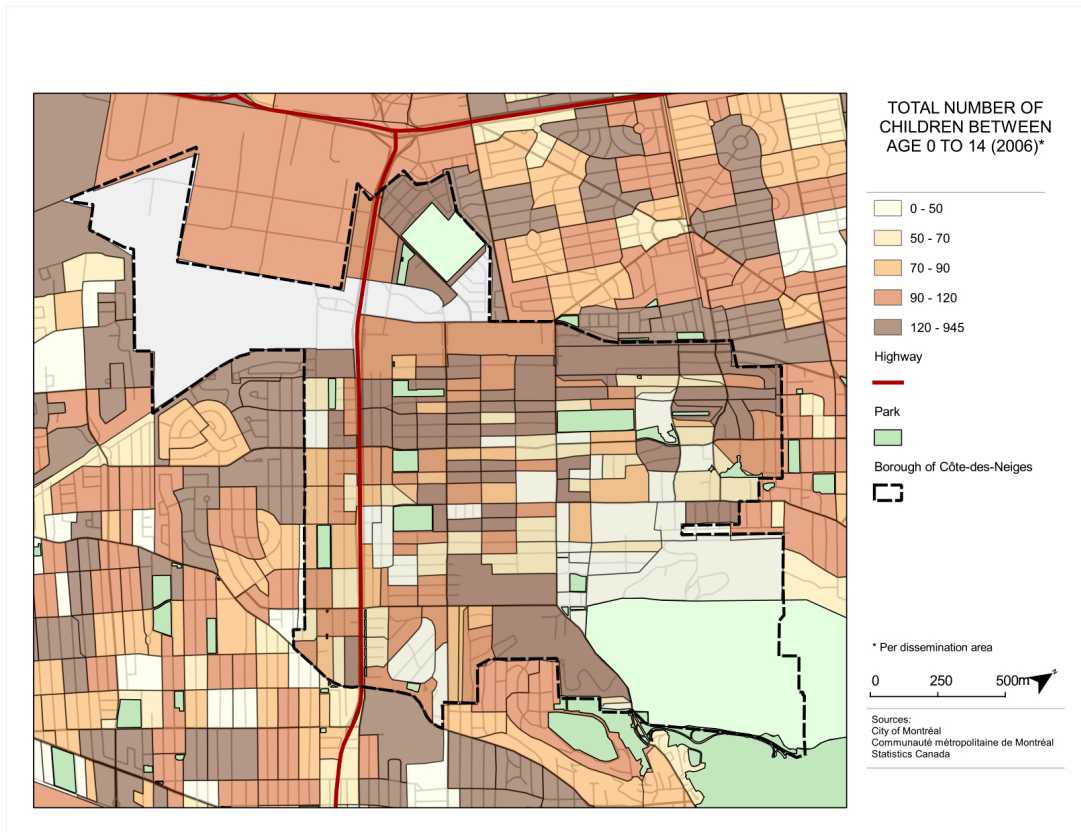 TOTAL NUMBER OF
CHILDREN BETWEEN
AGE 0 TO 14 (2006)*
0 - 50
50 - 70
70 - 90
90 - 120
120 - 945
Highway
Park
Borough of Côte-des-Neiges
* Per dissemination area
N
0 250 500m
Sources:
City of Montréal
Communauté métropolitaine de Montréal
Statistics Canada